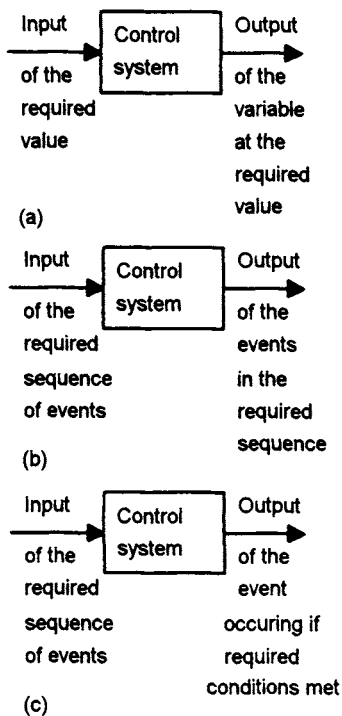 Input
of the
required
value
Control
system
Output
of the
variable
at the
required
value
(a)
Input
of the
required
sequence
of events
Control
system
Output
of the
events
in the
required
sequence
(b)
Input
of the
required
sequence
of events
Control
system
Output
of the
event
occuring if
required
conditions met
(c)